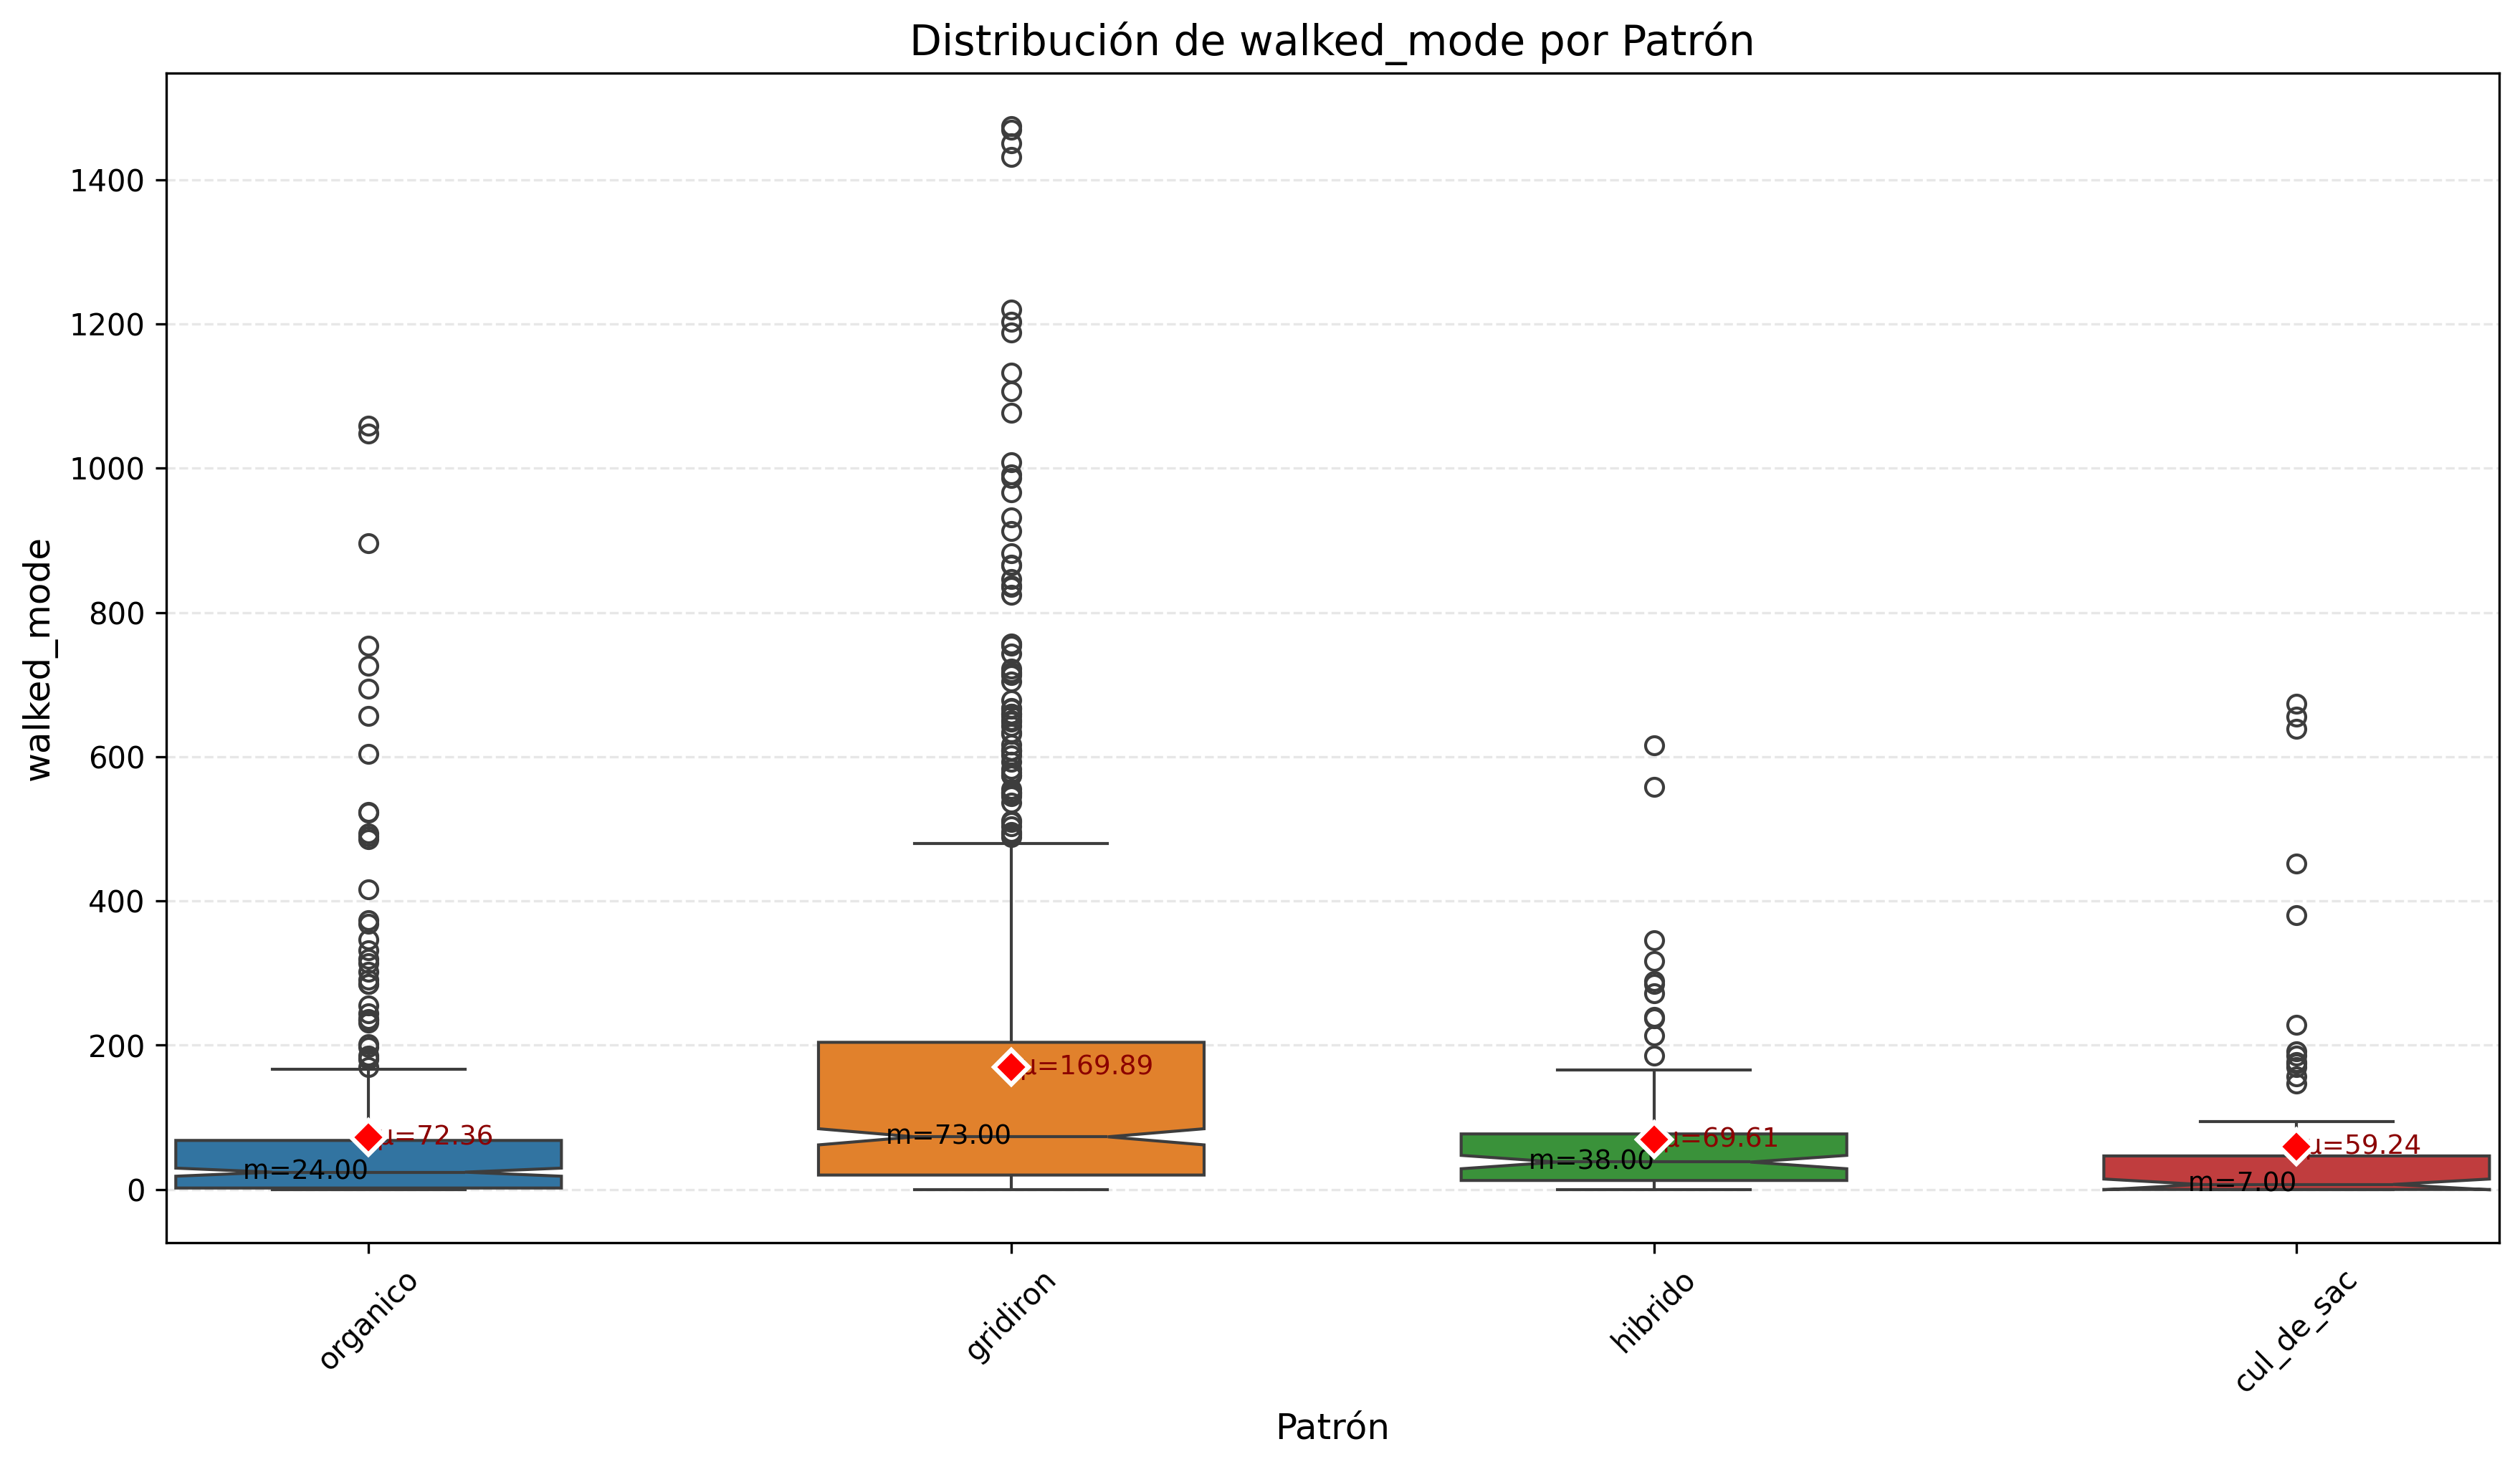 Distribución de walked_mode por Patrón
walked_mode
1400
1200
1000
800
600
400
200
0
μ=72.36
m=24.00
μ=169.89
m=73.00
μ=69.61
m=38.00
μ=59.24
m=7.00
organico
gridiron
hibrido
cul_de_sac
Patrón